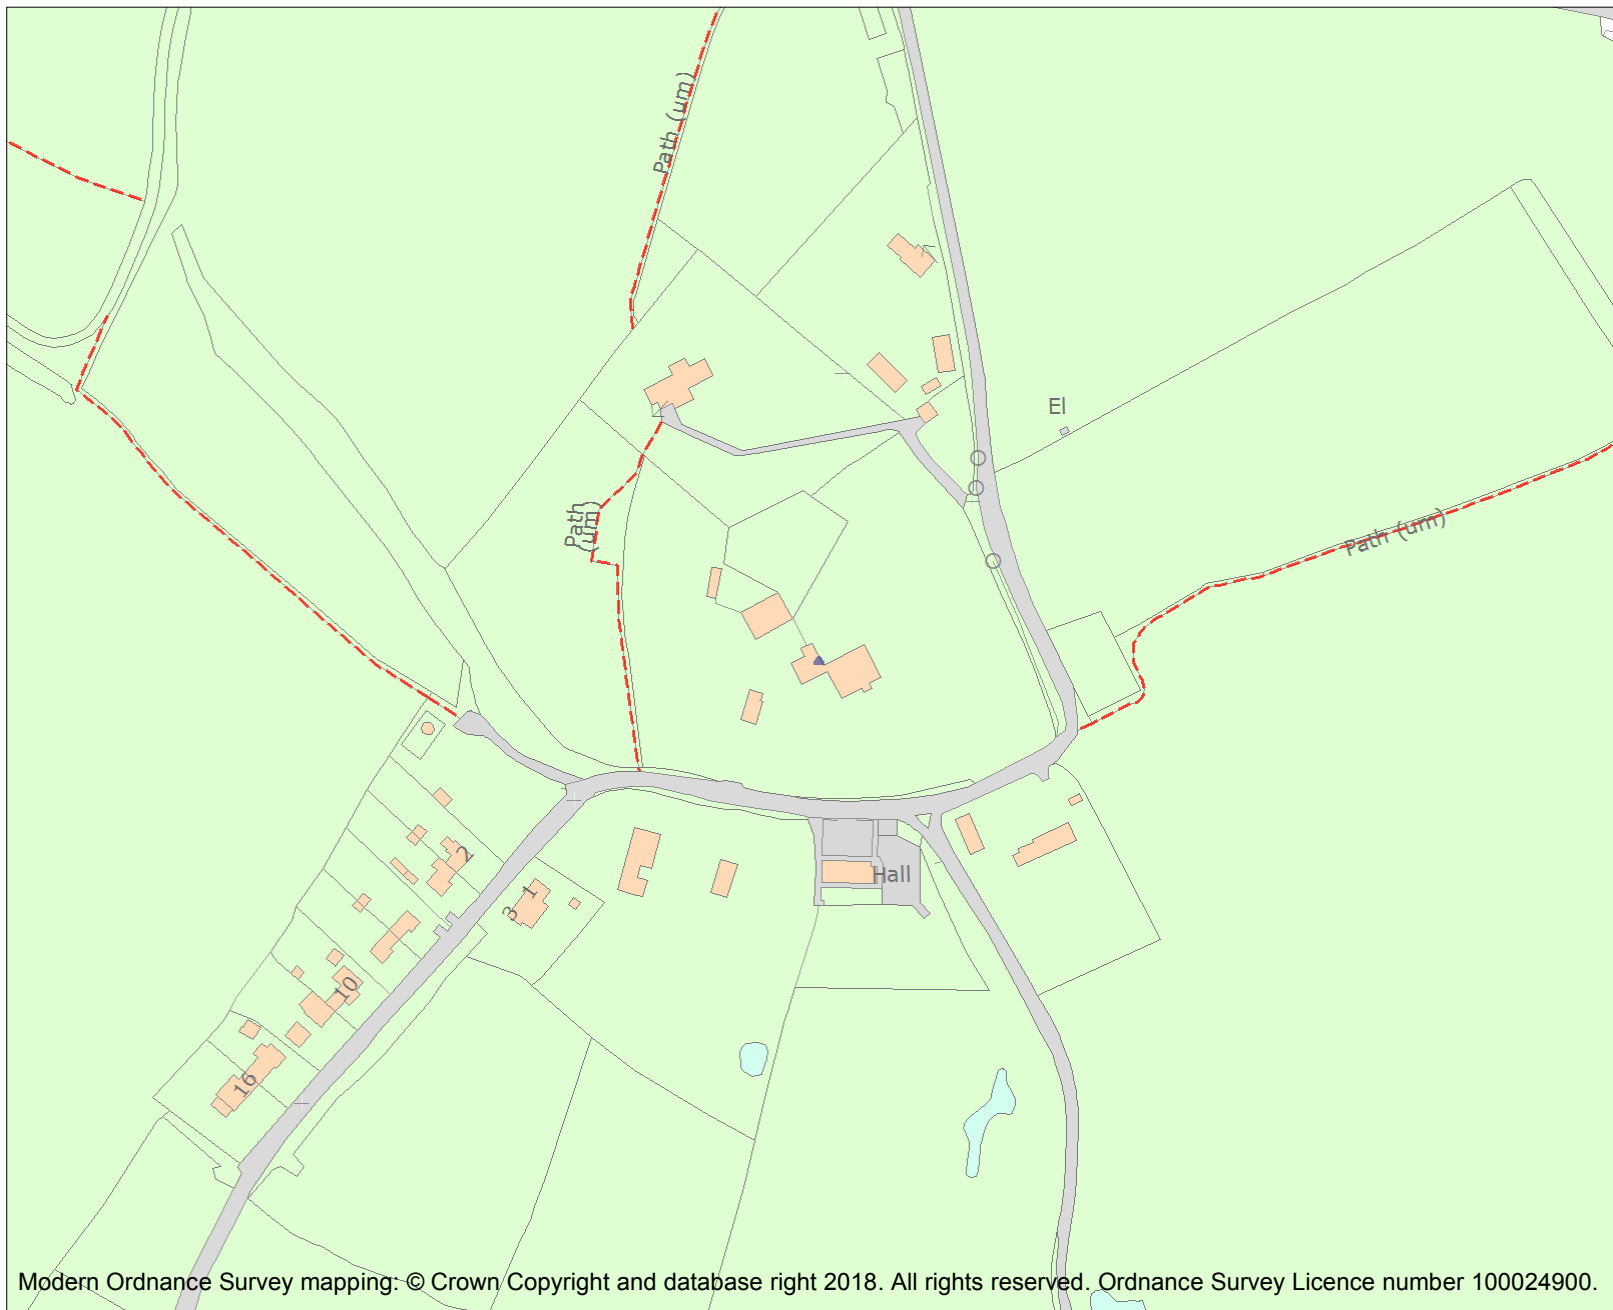 Path (um)
El
Path
(um)
Path (um)
2
Hall
1
3
10
16
Modern Ordnance Survey mapping: © Crown Copyright and database right 2018. All rights reserved. Ordnance Survey Licence number 100024900.